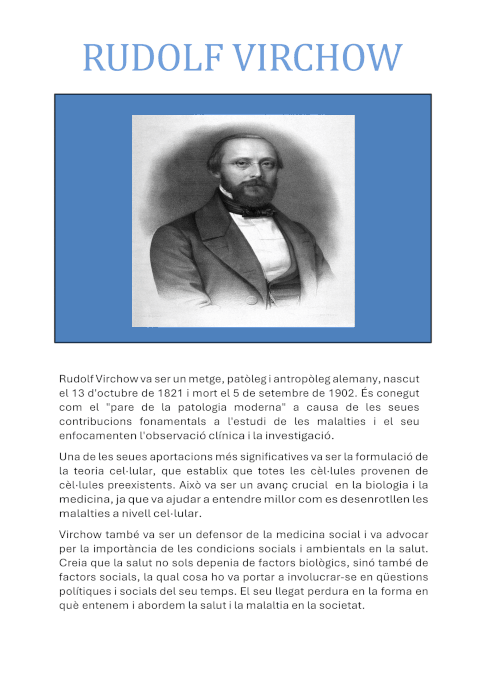 RUDOLF VIRCHOW
Rudolf Virchow va ser un metge, patòleg i antropòleg alemany, nascut
el 13 d'octubre de 1821 i mort el 5 de setembre de 1902. És conegut
com el "pare de la patologia moderna" a causa de les seues
contribucions fonamentals a l'estudi de les malalties i el seu
enfocamenten l'observació clínica i la investigació.
Una de les seues aportacions més significatives va ser la formulació de
la teoria cel·lular, que establix que totes les cèl·lules provenen de
cèl·lules preexistents. Això va ser un avanç crucial en la biologia i la
medicina, ja que va ajudar a entendre millor com es desenrotllen les
malalties a nivell cel·lular.
Virchow també va ser un defensor de la medicina social i va advocar
per la importància de les condicions socials i ambientals en la salut.
Creia que la salut no sols depenia de factors biològics, sinó també de
factors socials, la qual cosa ho va portar a involucrar-se en qüestions
polítiques i socials del seu temps. El seu llegat perdura en la forma en
què entenem i abordem la salut i la malaltia en la societat.